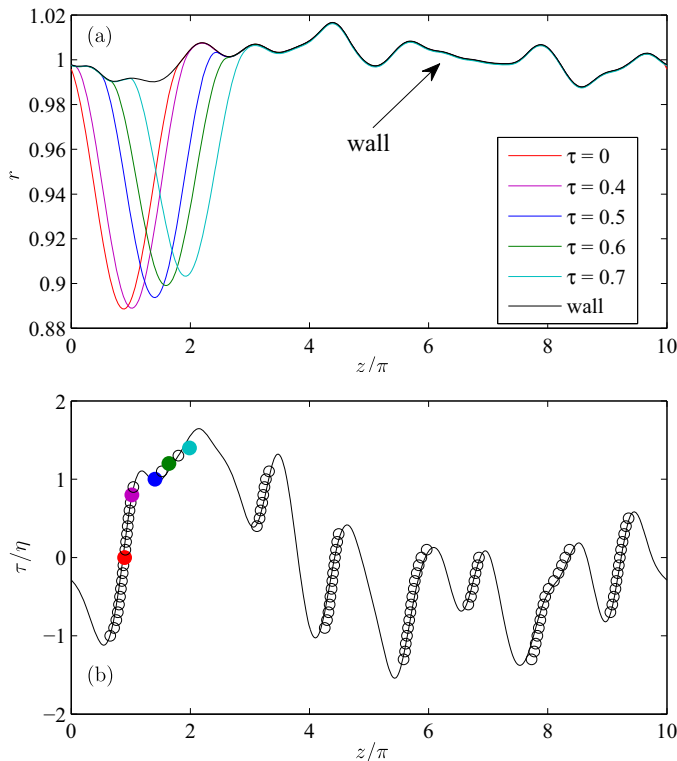 1.02
(a)
1
0.98
0.96
r
0.94
0.92
0.9
0.88
wall
τ = 0
τ = 0.4
τ = 0.5
τ = 0.6
τ = 0.7
wall
0 2 4 6 8 10
z/π
2
1
τ/η
0
−1
(b)
−2
0 2 4 6 8 10
z/π